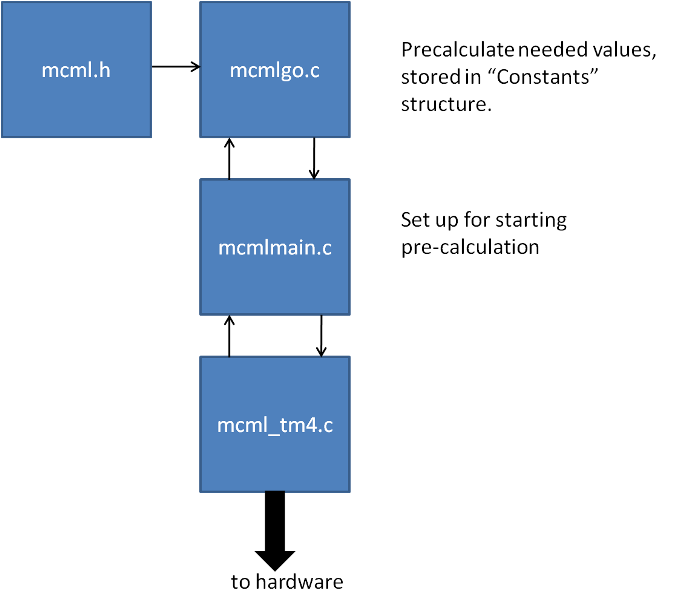 mcml.h
mcmlgo.c
Precalculate needed values,
stored in “Constants”
structure.
mcmlmain.c
Set up for starting
pre-calculation
mcml_tm4.c
to hardware